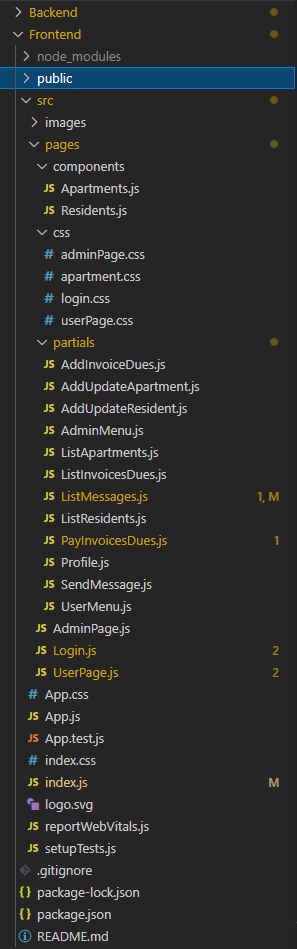 Backend
Frontend
node_modules
public
src
images
pages
components
JS Apartments.js
JS Residents.js
css
# adminPage.css
# apartment.css
# login.css
# userPage.css
partials
JS AddInvoiceDues.js
JS AddUpdateApartment.js
JS AddUpdateResident.js
JS AdminMenu.js
JS ListApartments.js
JS ListInvoicesDues.js
JS ListMessages.js 1, M
JS ListResidents.js
JS PayInvoicesDues.js 1
JS Profile.js
JS SendMessage.js
JS UserMenu.js
JS AdminPage.js
JS Login.js 2
JS UserPage.js 2
# App.css
JS App.js
JS App.test.js
# index.css
JS index.js M
logo.svg
JS reportWebVitals.js
JS setupTests.js
.gitignore
{} package-lock.json
{} package.json
README.md